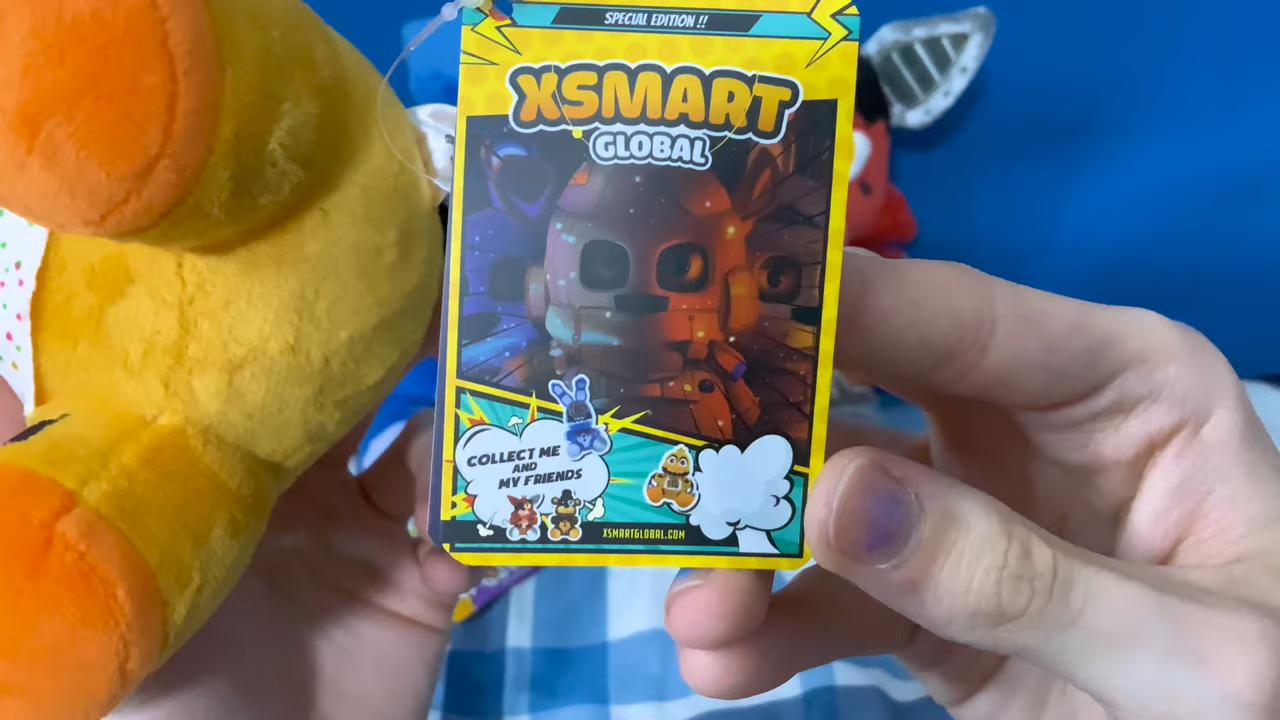 SPECIAL EDITION !!
XSMART
GLOBAL
COLLECT ME
AND
MY FRIENDS
XSMARTGLOBAL.COM